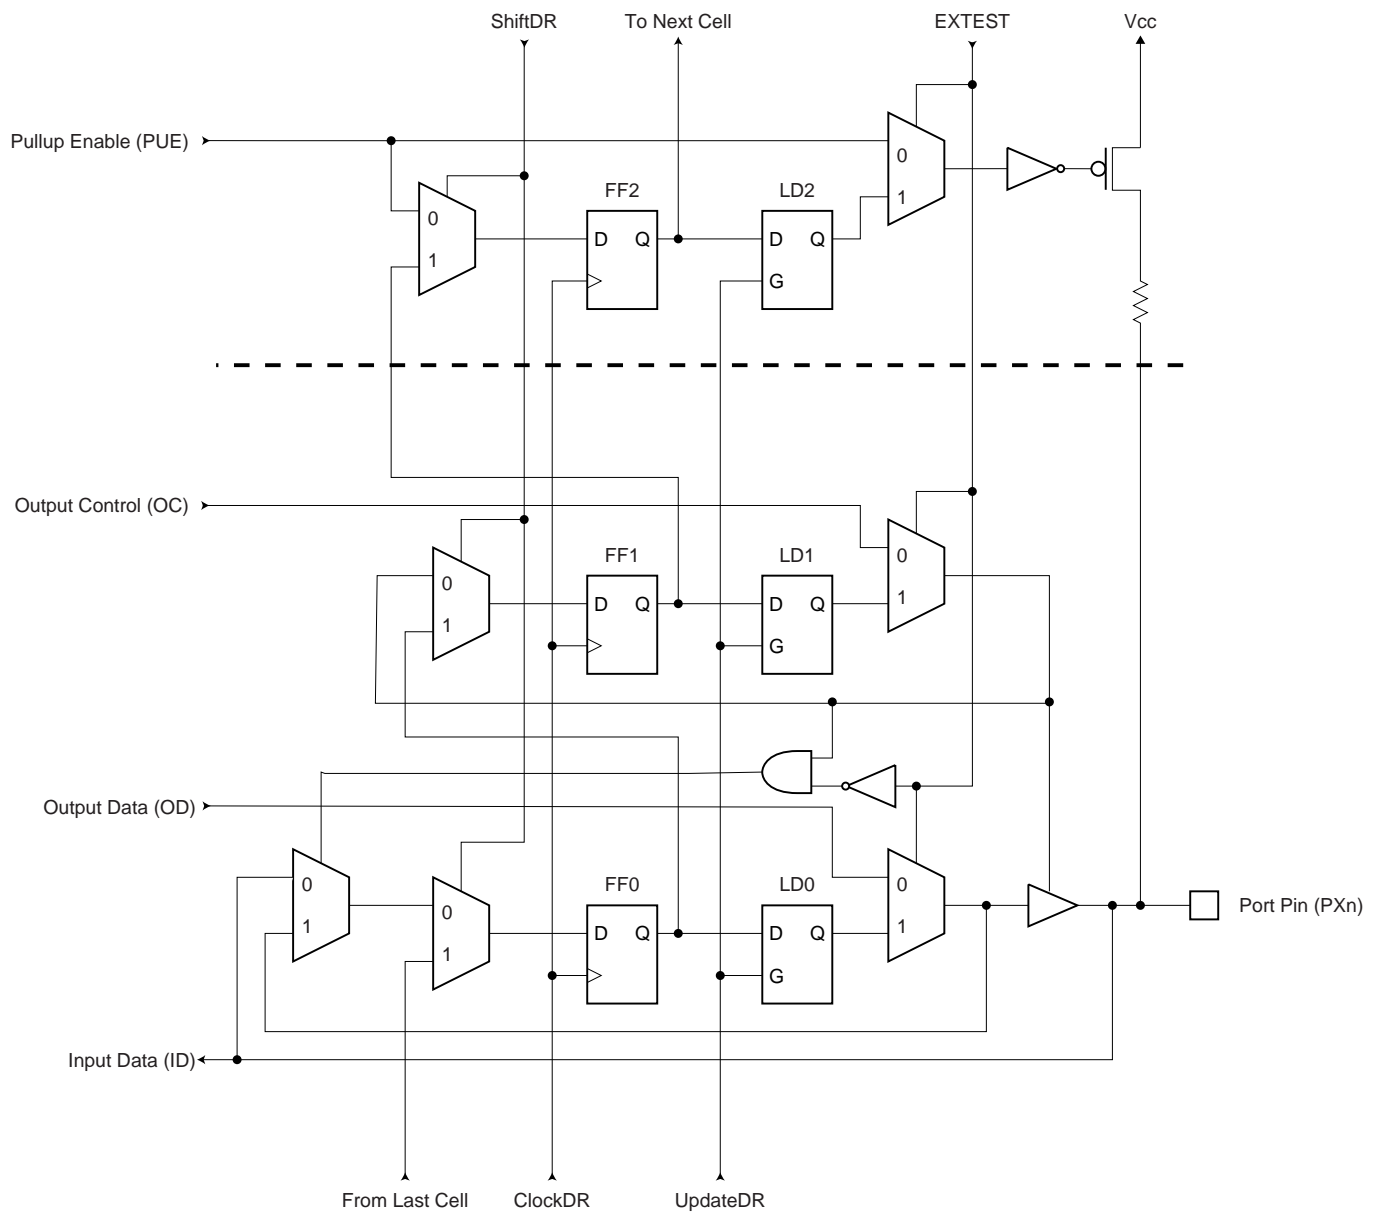 ShiftDR
To Next Cell
EXTEST
Vcc
Pullup Enable (PUE)
0
1
FF2
LD2
0
1
D Q
D Q
G
Output Control (OC)
FF1
LD1
0
0
1
D Q
D Q
1
G
Output Data (OD)
FF0
LD0
0
0
0
Port Pin (PXn)
1
1
D Q
D Q
1
G
Input Data (ID)
From Last Cell
ClockDR
UpdateDR